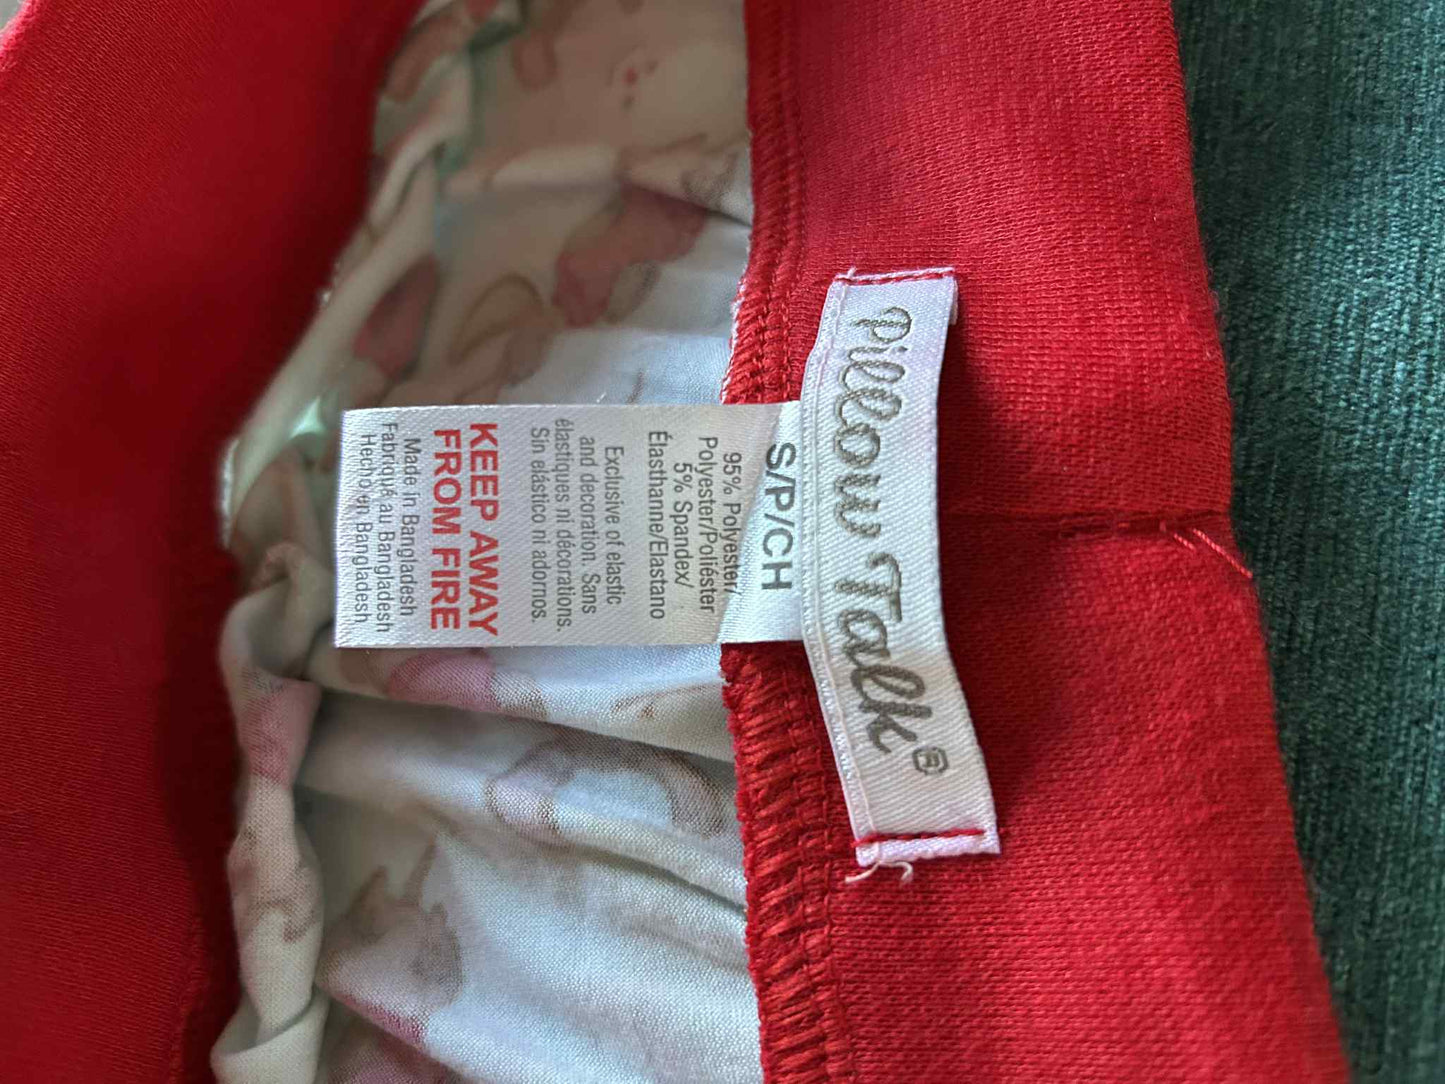 Pillow Talk®
S/P/CH
95% Polyester/
Polyester/Poliéster
5% Spandex/
Élasthanne/Elastano
Exclusive of elastic
and decoration. Sans
élastiques ni décorations.
Sin elástico ni adornos.
KEEP AWAY
FROM FIRE
Made in Bangladesh
Fabriqué au Bangladesh
Hecho en Bangladesh